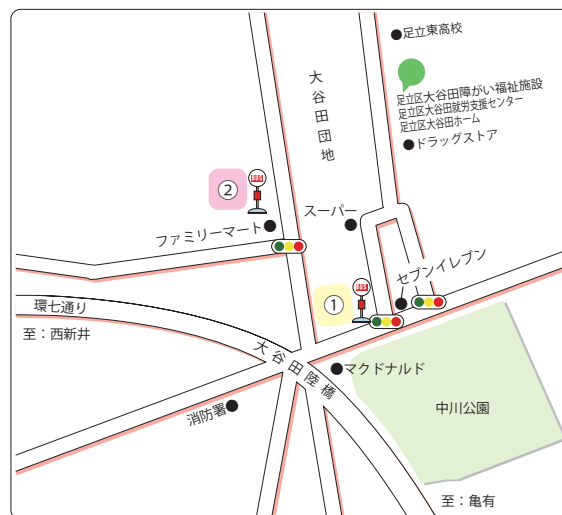 足立東高校
足立区大谷田障がい福祉施設
足立区大谷田就労支援センター
足立区大谷田ホーム
ドラッグストア
大谷田団地
BUS
②
スーパー
ファミリーマート
セブンイレブン
BUS
①
環七通り
至：西新井
大谷田陸橋
マクドナルド
消防署
中川公園
至：亀有